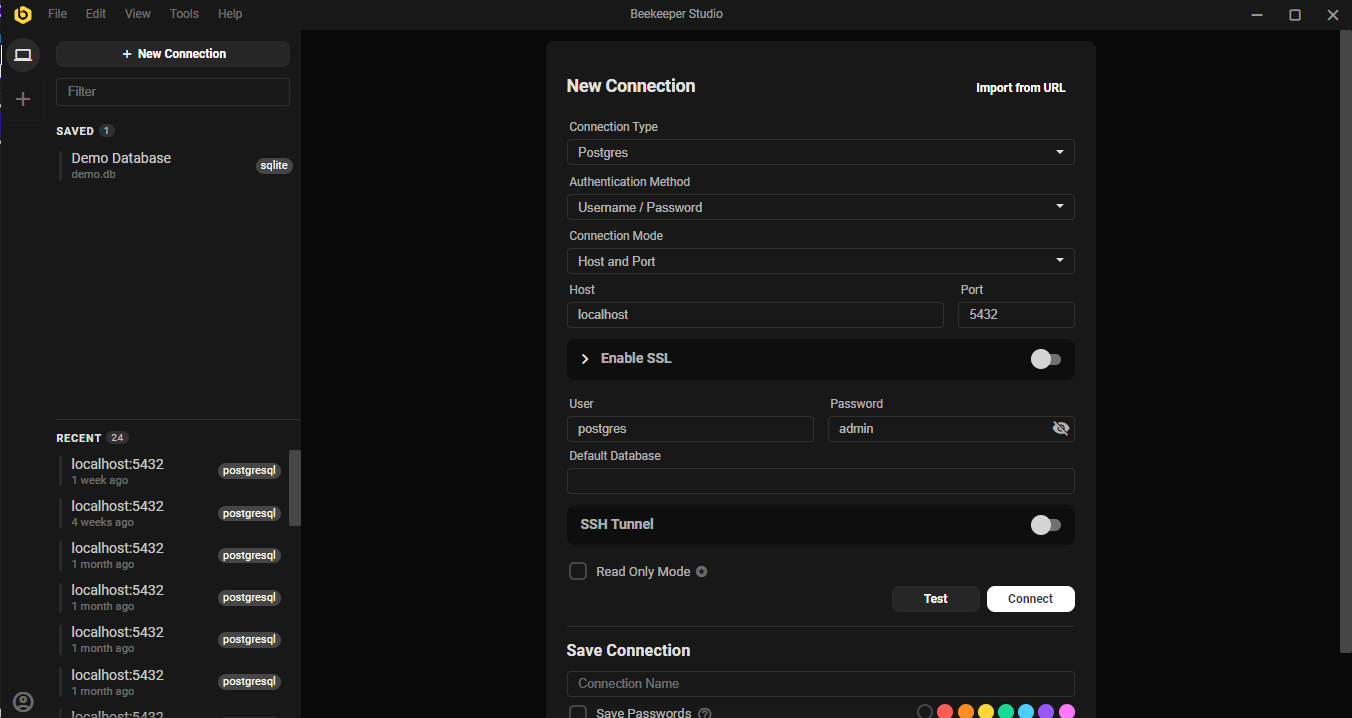 File Edit View Tools Help Beekeeper Studio
+ New Connection
Filter
SAVED 1
Demo Database
demo.db
sqlite
RECENT 24
localhost:5432
1 week ago
postgresql
localhost:5432
4 weeks ago
postgresql
localhost:5432
1 month ago
postgresql
localhost:5432
1 month ago
postgresql
localhost:5432
1 month ago
postgresql
localhost:5432
1 month ago
postgresql
localhost:5432
New Connection Import from URL
Connection Type
Postgres
Authentication Method
Username / Password
Connection Mode
Host and Port
Host Port
localhost 5432
Enable SSL
User Password
postgres admin
Default Database
SSH Tunnel
Read Only Mode
Test Connect
Save Connection
Connection Name
Save Passwords